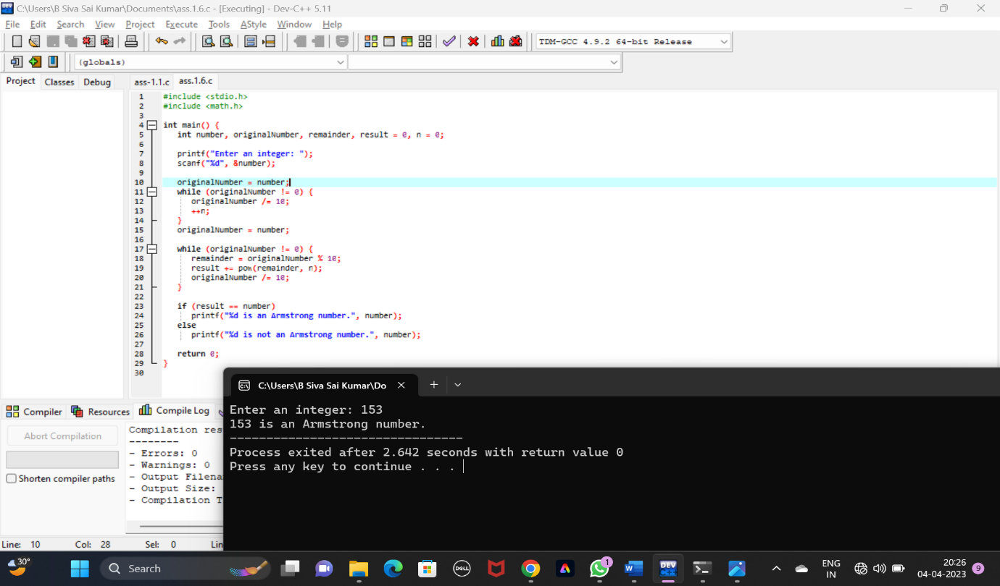 C:\Users\B Siva Sai Kumar\Documents\ass.1.6.c - [Executing] - Dev-C++ 5.11
File Edit Search View Project Execute Tools AStyle Window Help
TDM-GCC 4.9.2 64-bit Release
(globals)
Project Classes Debug ass-1.1.c ass.1.6.c
1 #include <stdio.h>
2 #include <math.h>
3
4 int main() {
5 int number, originalNumber, remainder, result = 0, n = 0;
6
7 printf("Enter an integer: ");
8 scanf("%d", &number);
9
10 originalNumber = number;
11 while (originalNumber != 0) {
12 originalNumber /= 10;
13 ++n;
14 }
15 originalNumber = number;
16
17 while (originalNumber != 0) {
18 remainder = originalNumber % 10;
19 result += pow(remainder, n);
20 originalNumber /= 10;
21 }
22
23 if (result == number)
24 printf("%d is an Armstrong number.", number);
25 else
26 printf("%d is not an Armstrong number.", number);
27
28 return 0;
29 }
30
Compiler Resources Compile Log
Abort Compilation
Shorten compiler paths
Compilation res
--------
- Errors: 0
- Warnings: 0
- Output Filena
- Output Size:
- Compilation T
Line: 10 Col: 28 Sel: 0 Lin
C:\Users\B Siva Sai Kumar\Do
Enter an integer: 153
153 is an Armstrong number.
--------------------------------
Process exited after 2.642 seconds with return value 0
Press any key to continue . . .
30°
Search
DELL
1
W
DEV
ENG
IN
20:26
04-04-2023
9